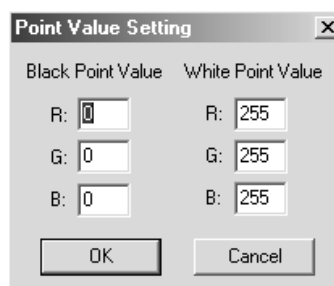 Point Value Setting
Black Point Value White Point Value
R: 0 R: 255
G: 0 G: 255
B: 0 B: 255
OK Cancel